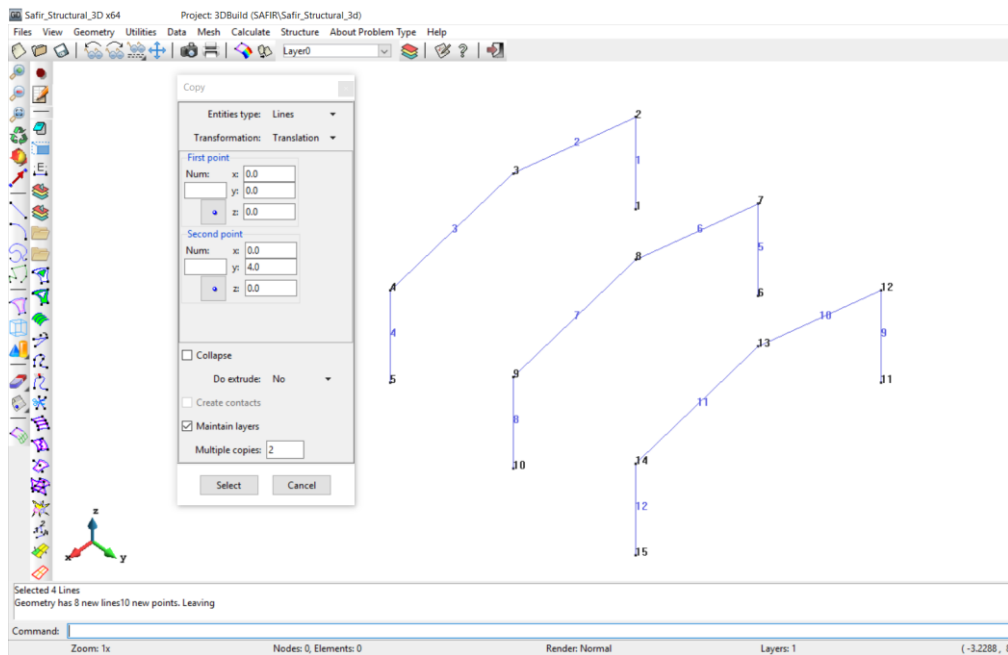 Safir_Structural_3D x64 Project: 3DBuild (SAFIR\Safir_Structural_3d)
Files View Geometry Utilities Data Mesh Calculate Structure About Problem Type Help
Layer0
Copy
Entities type: Lines
Transformation: Translation
First point
Num: x: 0.0
y: 0.0
z: 0.0
Second point
Num: x: 0.0
y: 4.0
z: 0.0
Collapse
Do extrude: No
Create contacts
Maintain layers
Multiple copies: 2
Select Cancel
2
2
1
3
1
3
4
4
5
7
6
5
8
6
7
9
8
10
12
10
9
13
11
11
14
12
15
z
x y
Selected 4 Lines
Geometry has 8 new lines10 new points. Leaving
Command:
Zoom: 1x Nodes: 0, Elements: 0 Render: Normal Layers: 1 ( -3.2288 ,